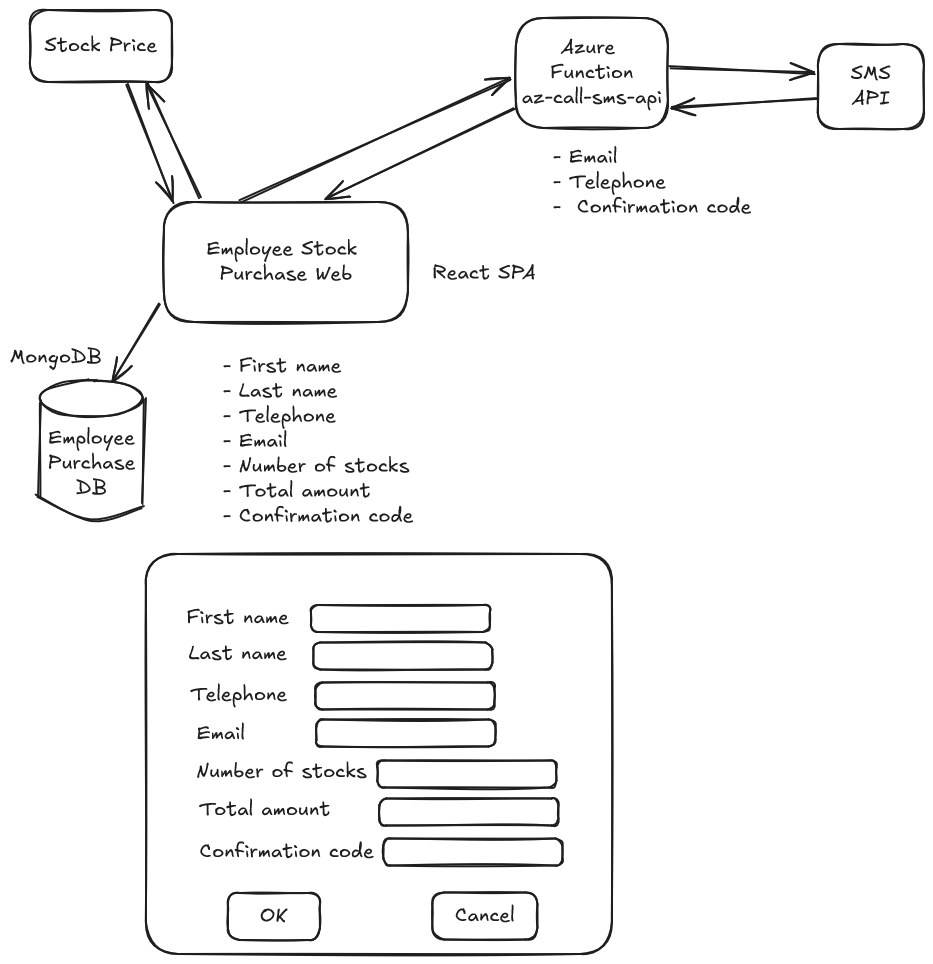 Stock Price
Azure
Function
az-call-sms-api
SMS
API
- Email
- Telephone
- Confirmation code
Employee Stock
Purchase Web
React SPA
MongoDB
Employee
Purchase
DB
- First name
- Last name
- Telephone
- Email
- Number of stocks
- Total amount
- Confirmation code
First name
Last name
Telephone
Email
Number of stocks
Total amount
Confirmation code
OK
Cancel